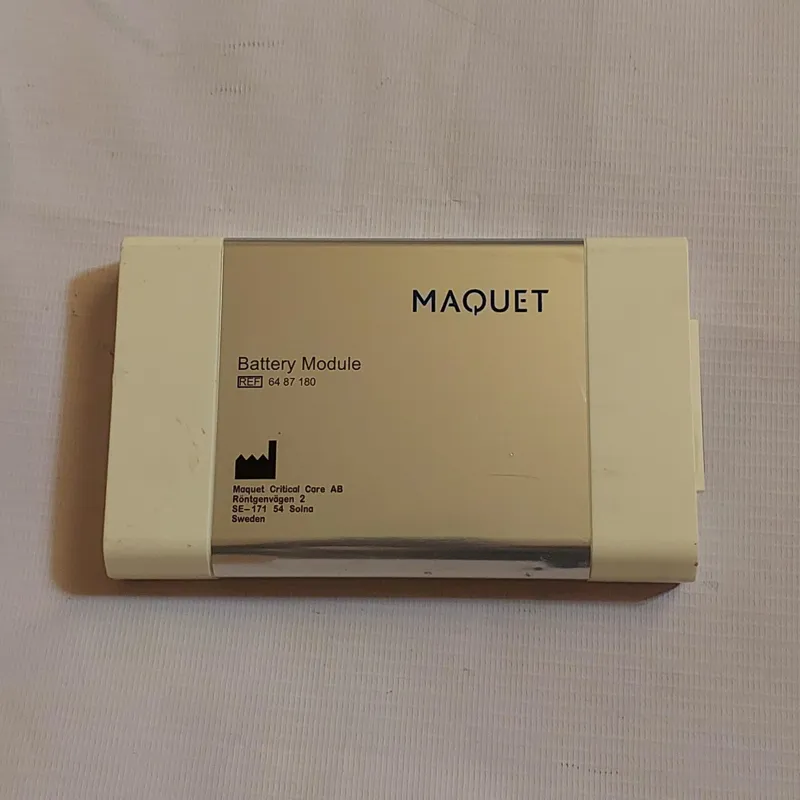 MAQUET
Battery Module
REF 64 87 180
Maquet Critical Care AB
Röntgenvägen 2
SE-171 54 Solna
Sweden